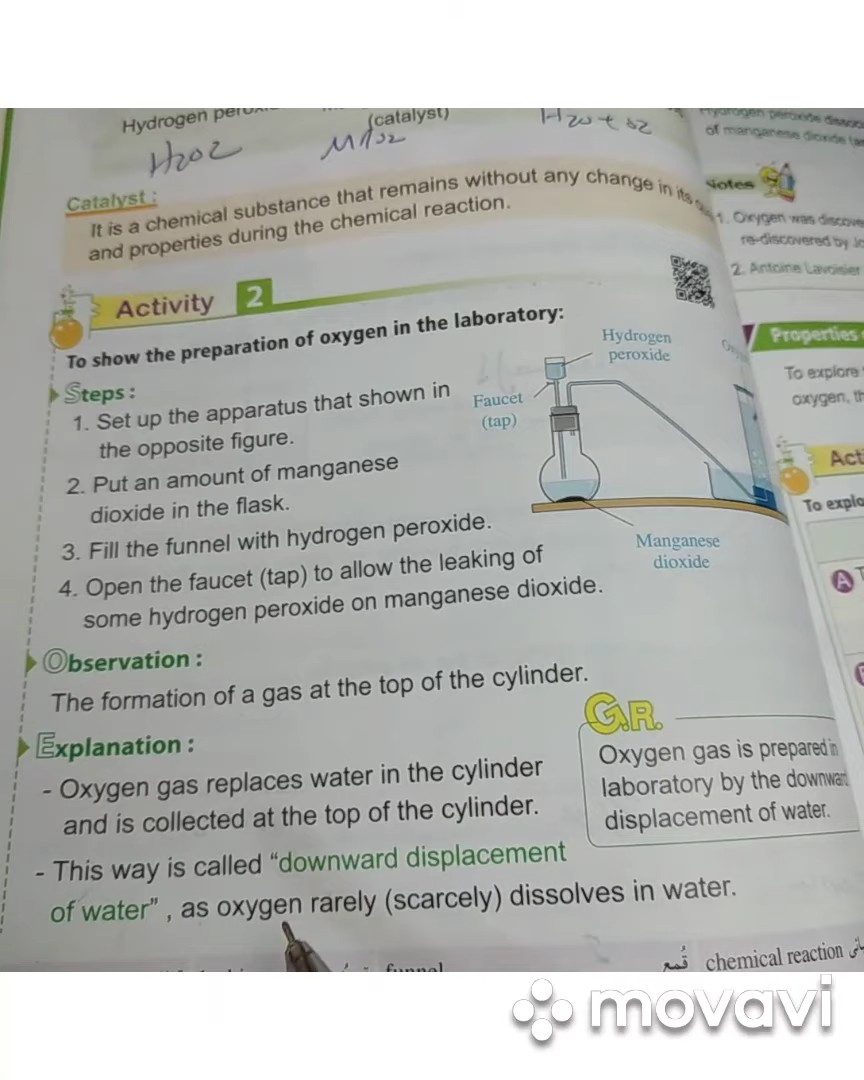 Hydrogen
(catalyst)
H2O2
MnO2
H2O + O2
Catalyst :
It is a chemical substance that remains without any change in its
and properties during the chemical reaction.
Activity 2
To show the preparation of oxygen in the laboratory:
Steps :
1. Set up the apparatus that shown in
the opposite figure.
2. Put an amount of manganese
dioxide in the flask.
3. Fill the funnel with hydrogen peroxide.
4. Open the faucet (tap) to allow the leaking of
some hydrogen peroxide on manganese dioxide.
Hydrogen
peroxide
Faucet
(tap)
Manganese
dioxide
Observation :
The formation of a gas at the top of the cylinder.
Explanation :
- Oxygen gas replaces water in the cylinder
and is collected at the top of the cylinder.
- This way is called “downward displacement
of water” , as oxygen rarely (scarcely) dissolves in water.
G.R.
Oxygen gas is prepared in
laboratory by the downward
displacement of water.
funnel
قُمع
chemical reaction
Hydrogen peroxide
of manganese dioxide
Notes
1. Oxygen was
re-discovered by
2. Antoine Lavoisier
Properties
To explore
oxygen,
A
movavi